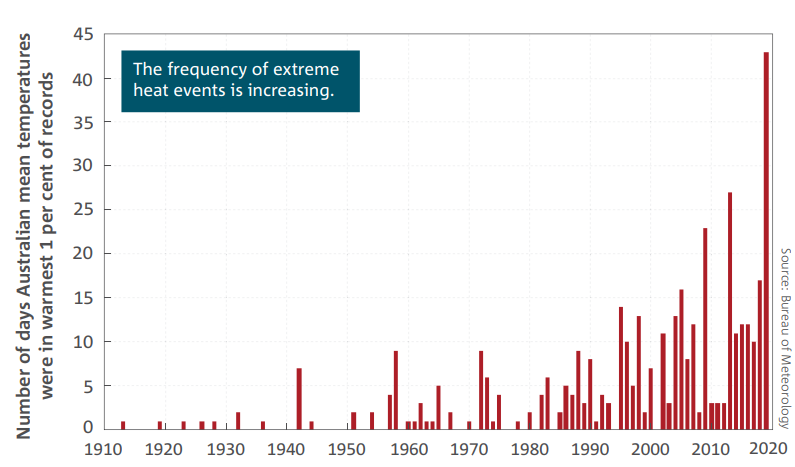 Number of days Australian mean temperatures
were in warmest 1 per cent of records
45
40
35
30
25
20
15
10
5
0
The frequency of extreme
heat events is increasing.
1910 1920 1930 1940 1950 1960 1970 1980 1990 2000 2010 2020
Source: Bureau of Meteorology